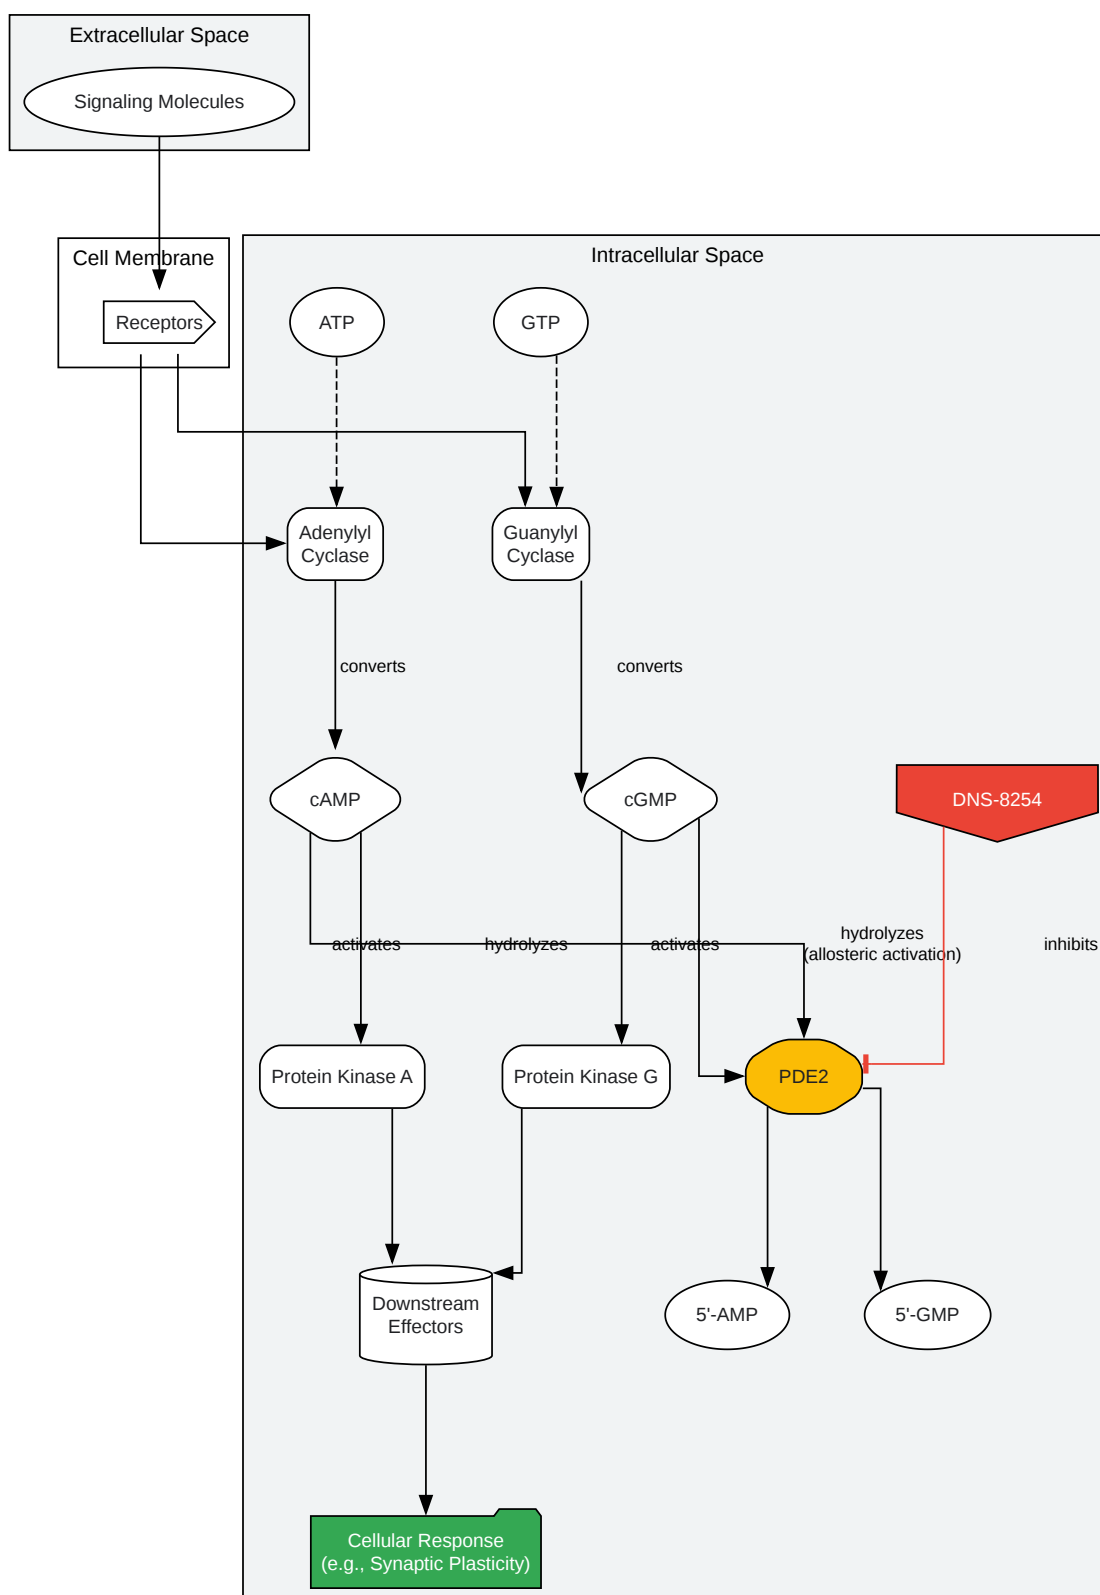 Extracellular Space
Signaling Molecules
Cell Membrane
Receptors
Intracellular Space
ATP
GTP
Adenylyl
Cyclase
Guanylyl
Cyclase
converts
converts
cAMP
cGMP
DNS-8254
activates
hydrolyzes
activates
hydrolyzes
(allosteric activation)
inhibits
Protein Kinase A
Protein Kinase G
PDE2
Downstream
Effectors
5'-AMP
5'-GMP
Cellular Response
(e.g., Synaptic Plasticity)